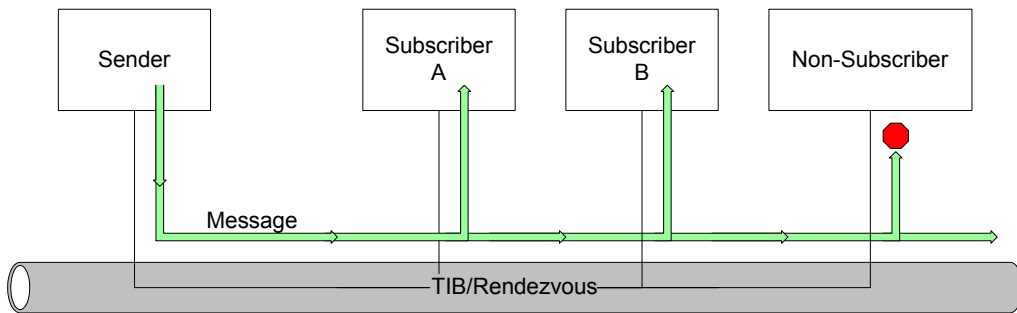 Sender
Subscriber
A
Subscriber
B
Non-Subscriber
Message
TIB/Rendezvous